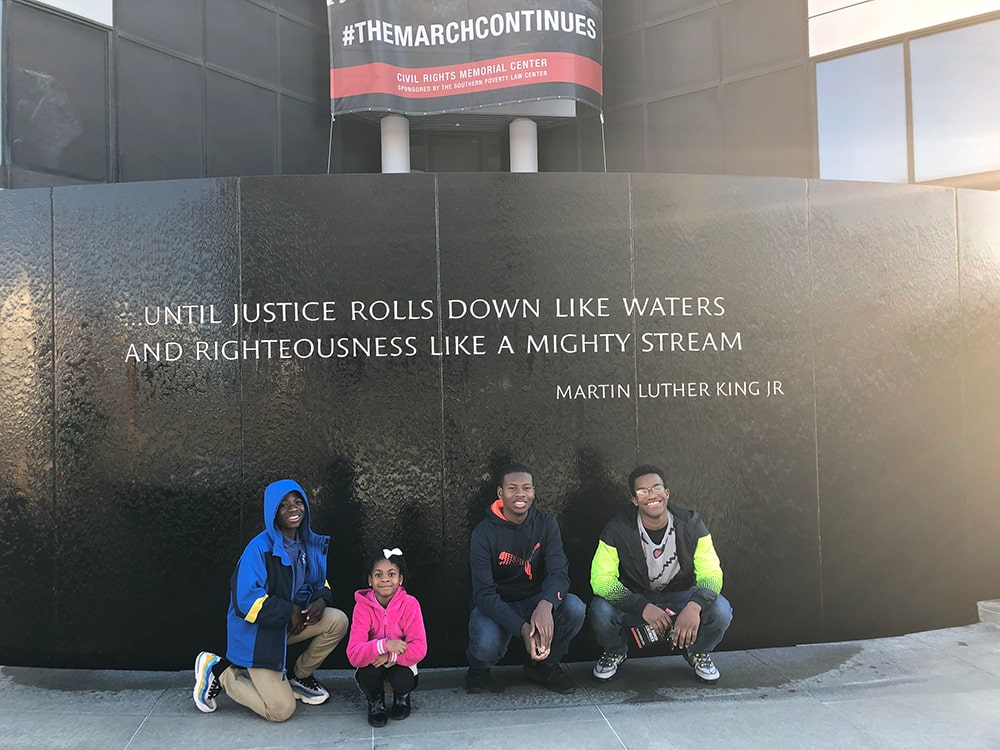 #THEMARCHCONTINUES
CIVIL RIGHTS MEMORIAL CENTER
SPONSORED BY THE SOUTHERN POVERTY LAW CENTER
...UNTIL JUSTICE ROLLS DOWN LIKE WATERS
AND RIGHTEOUSNESS LIKE A MIGHTY STREAM
MARTIN LUTHER KING JR